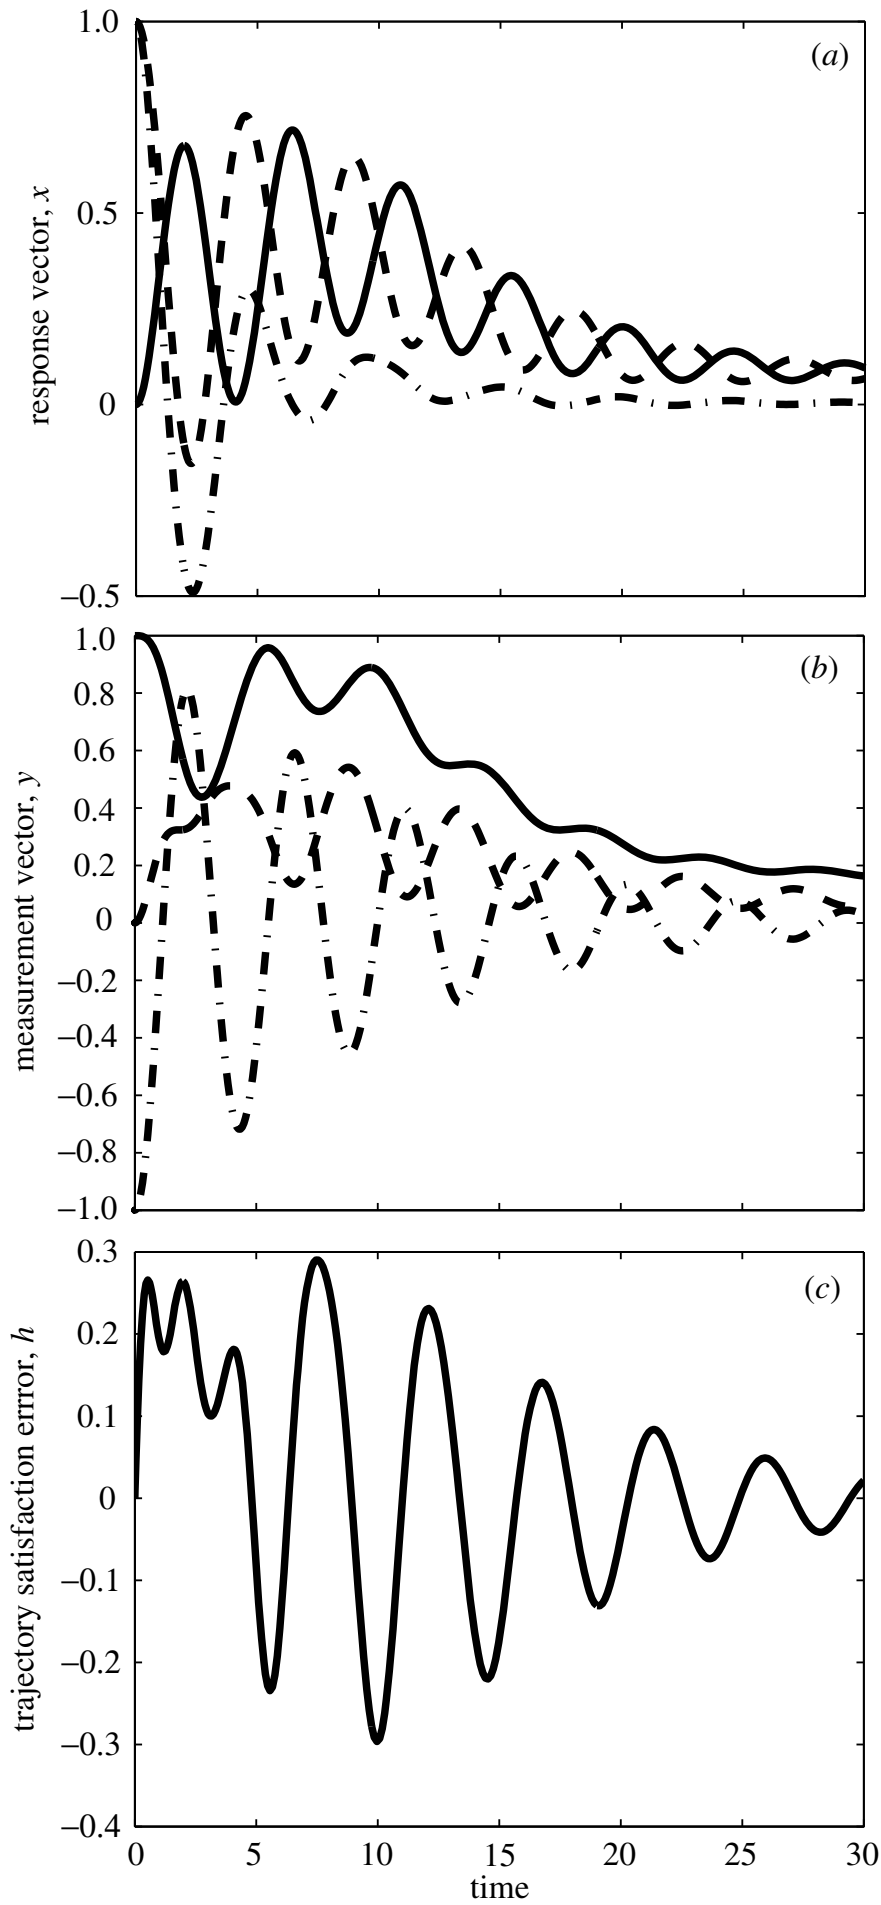 (a)
1.0
0.5
0
–0.5
response vector, x
(b)
1.0
0.8
0.6
0.4
0.2
0
–0.2
–0.4
–0.6
–0.8
–1.0
measurement vector, y
(c)
0.3
0.2
0.1
0
–0.1
–0.2
–0.3
–0.4
trajectory satisfaction errror, h
0 5 10 15 20 25 30
time